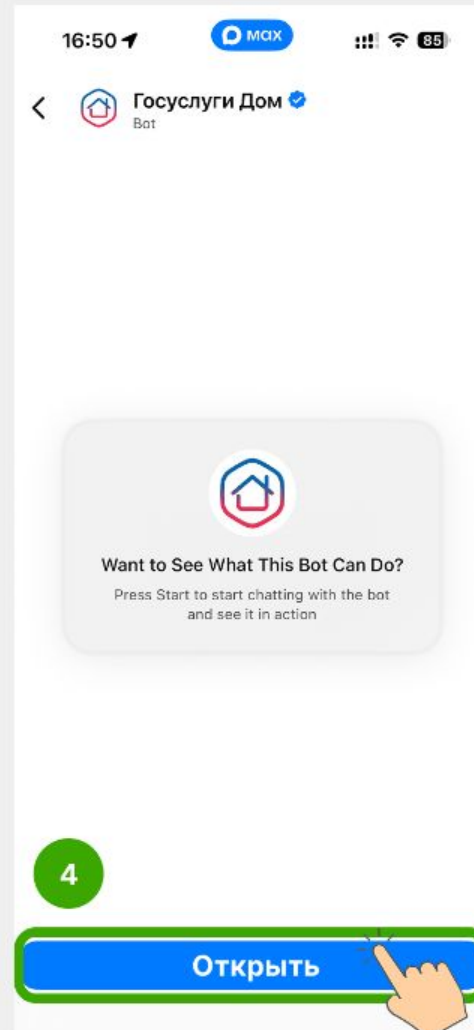 16:50
max
85
Госуслуги Дом
Bot
Want to See What This Bot Can Do?
Press Start to start chatting with the bot
and see it in action
4
Открыть